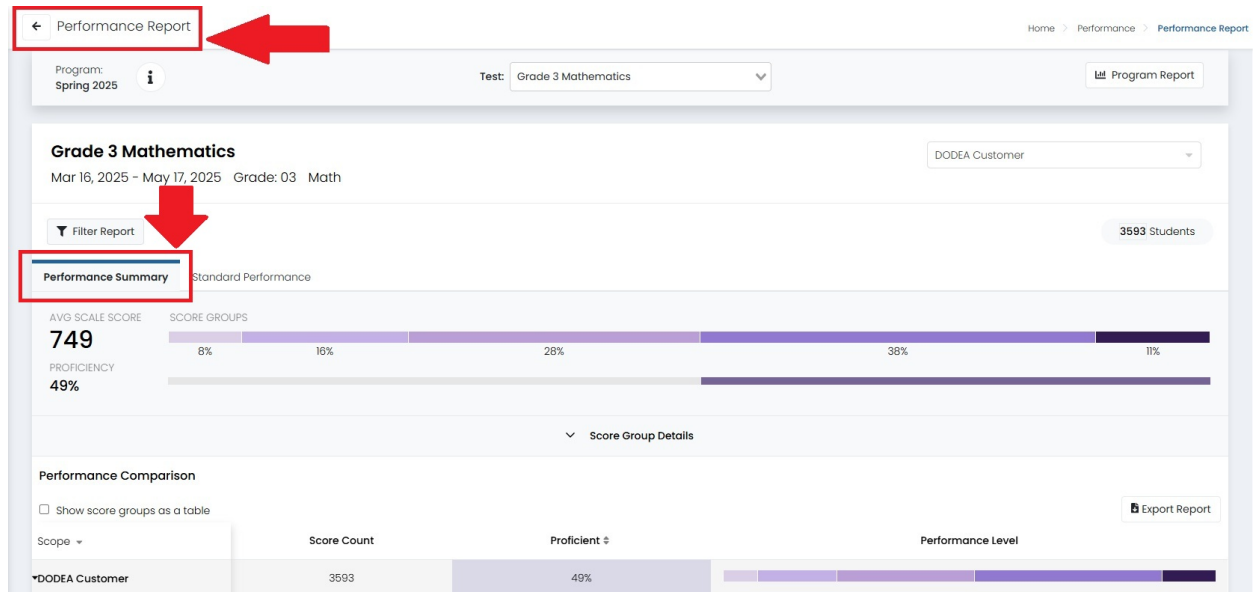 Performance Report
Home > Performance > Performance Report
Program:
Spring 2025
i
Test: Grade 3 Mathematics
Program Report
Grade 3 Mathematics
DODEA Customer
Mar 16, 2025 - May 17, 2025 Grade: 03 Math
Filter Report
3593 Students
Performance Summary
Standard Performance
AVG SCALE SCORE
SCORE GROUPS
749
8% 16% 28% 38% 11%
PROFICIENCY
49%
Score Group Details
Performance Comparison
Show score groups as a table
Export Report
Scope Score Count Proficient Performance Level
DODEA Customer 3593 49%